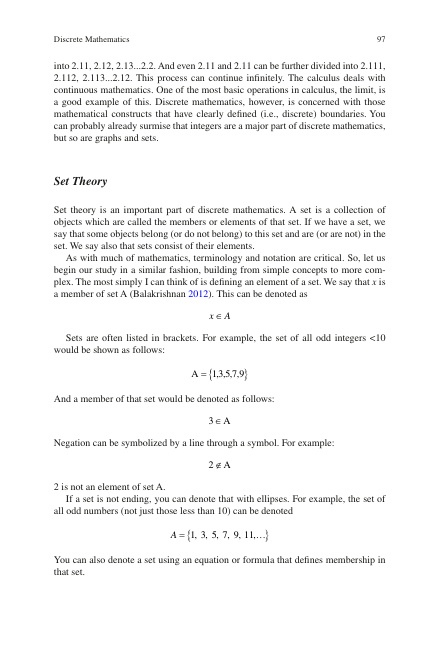 Discrete Mathematics 97
into 2.11, 2.12, 2.13...2.2. And even 2.11 and 2.11 can be further divided into 2.111,
2.112, 2.113...2.12. This process can continue infinitely. The calculus deals with
continuous mathematics. One of the most basic operations in calculus, the limit, is
a good example of this. Discrete mathematics, however, is concerned with those
mathematical constructs that have clearly defined (i.e., discrete) boundaries. You
can probably already surmise that integers are a major part of discrete mathematics,
but so are graphs and sets.
Set Theory
Set theory is an important part of discrete mathematics. A set is a collection of
objects which are called the members or elements of that set. If we have a set, we
say that some objects belong (or do not belong) to this set and are (or are not) in the
set. We say also that sets consist of their elements.
As with much of mathematics, terminology and notation are critical. So, let us
begin our study in a similar fashion, building from simple concepts to more com-
plex. The most simply I can think of is defining an element of a set. We say that x is
a member of set A (Balakrishnan 2012). This can be denoted as
x ∈ A
Sets are often listed in brackets. For example, the set of all odd integers <10
would be shown as follows:
A = {1,3,5,7,9}
And a member of that set would be denoted as follows:
3 ∈ A
Negation can be symbolized by a line through a symbol. For example:
2 ∉ A
2 is not an element of set A.
If a set is not ending, you can denote that with ellipses. For example, the set of
all odd numbers (not just those less than 10) can be denoted
A = {1, 3, 5, 7, 9, 11,…}
You can also denote a set using an equation or formula that defines membership in
that set.